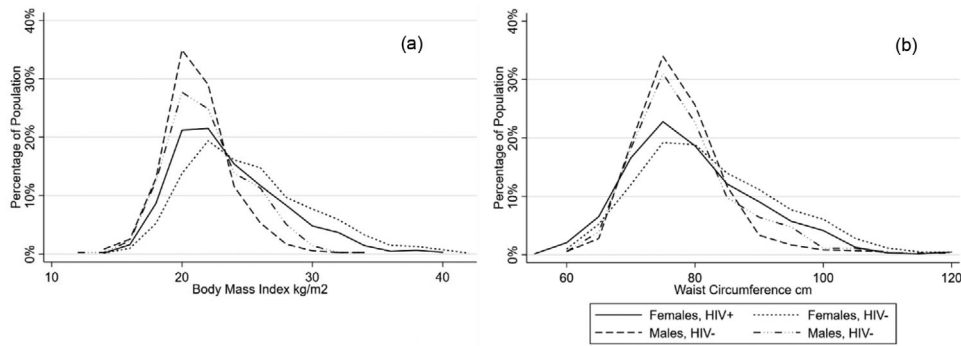 40%
30%
20%
10%
0%
Percentage of Population
(a)
10 20 30 40
Body Mass Index kg/m2
40%
30%
20%
10%
0%
Percentage of Population
(b)
60 80 100 120
Waist Circumference cm
Females, HIV+ Females, HIV-
Males, HIV- Males, HIV-